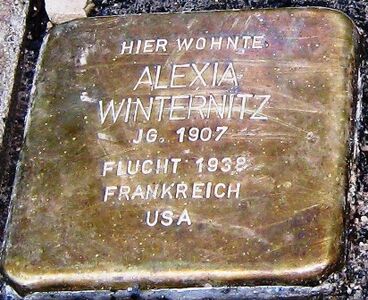 HIER WOHNTE
ALEXIA
WINTERNITZ
JG. 1907
FLUCHT 1938
FRANKREICH
USA